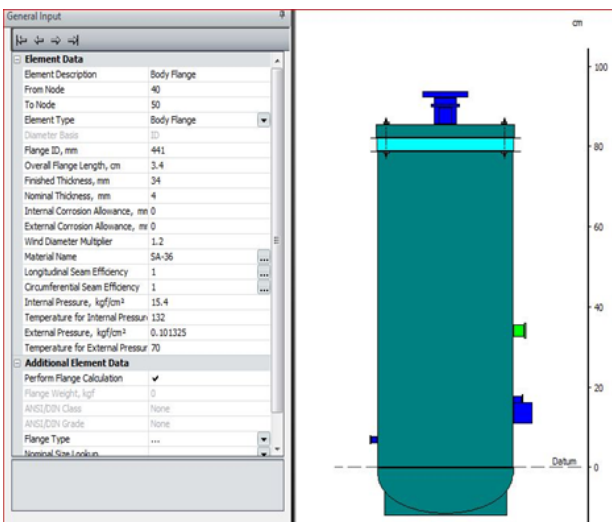 General Input
Element Data
Element Description Body Flange
From Node 40
To Node 50
Element Type Body Flange
Diameter Basis ID
Flange ID, mm 441
Overall Flange Length, cm 3.4
Finished Thickness, mm 34
Nominal Thickness, mm 4
Internal Corrosion Allowance, mm 0
External Corrosion Allowance, mm 0
Wind Diameter Multiplier 1.2
Material Name SA-36
Longitudinal Seam Efficiency 1
Circumferential Seam Efficiency 1
Internal Pressure, kgf/cm² 15.4
Temperature for Internal Pressur 132
External Pressure, kgf/cm² 0.101325
Temperature for External Pressur 70
Additional Element Data
Perform Flange Calculation ✔
Flange Weight, kgf 0
ANSI/DIN Class None
ANSI/DIN Grade None
Flange Type ...
Nominal Size Lookup
cm
100
80
60
40
20
Datum
0